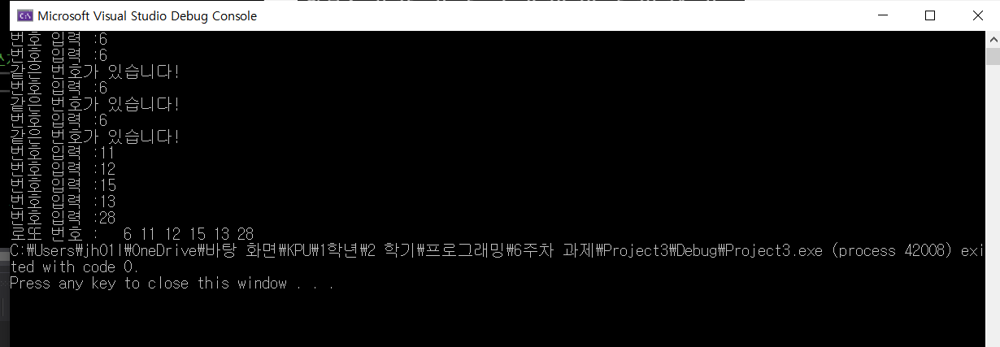 Microsoft Visual Studio Debug Console
번호 입력 :6
번호 입력 :6
같은 번호가 있습니다!
번호 입력 :6
같은 번호가 있습니다!
번호 입력 :6
같은 번호가 있습니다!
번호 입력 :11
번호 입력 :12
번호 입력 :15
번호 입력 :13
번호 입력 :28
로또 번호 :   6 11 12 15 13 28
C:₩Users₩jh01l₩OneDrive₩바탕 화면₩KPU₩1학년₩2 학기₩프로그래밍₩6주차 과제₩Project3₩Debug₩Project3.exe (process 42008) exi
ted with code 0.
Press any key to close this window . . .